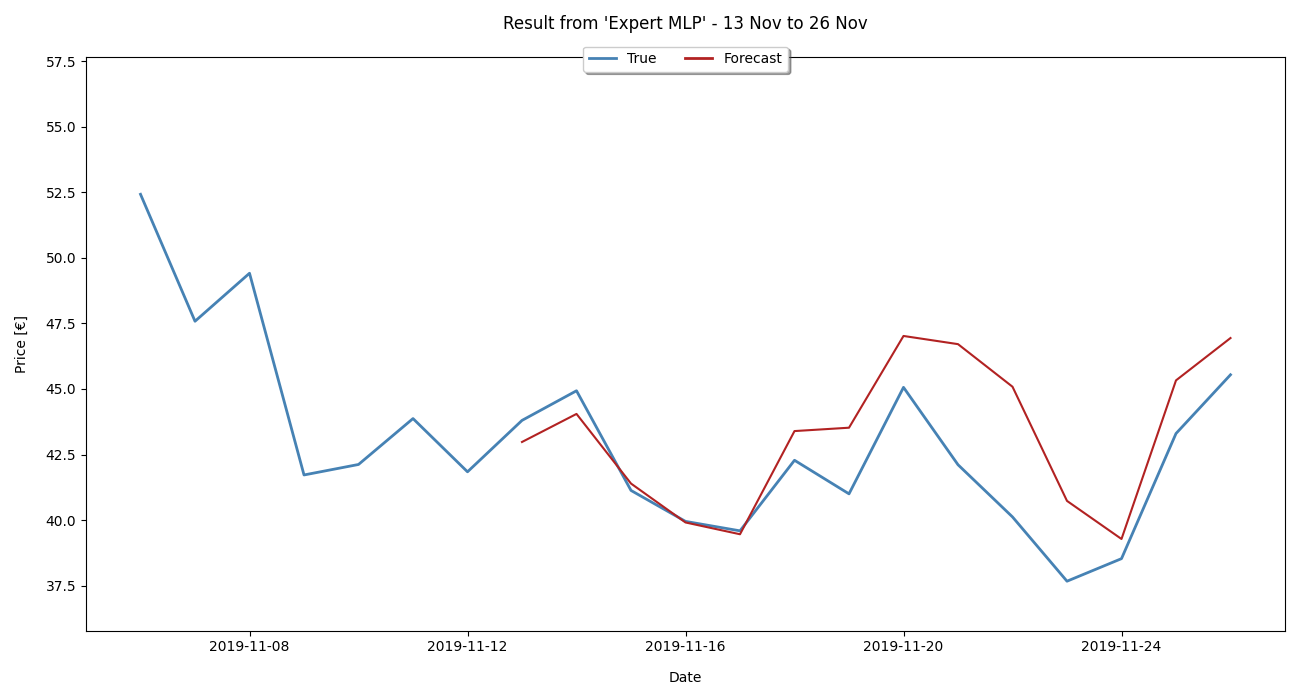 Result from 'Expert MLP' - 13 Nov to 26 Nov
True Forecast
57.5
55.0
52.5
50.0
47.5
45.0
42.5
40.0
37.5
Price [€]
2019-11-08 2019-11-12 2019-11-16 2019-11-20 2019-11-24
Date